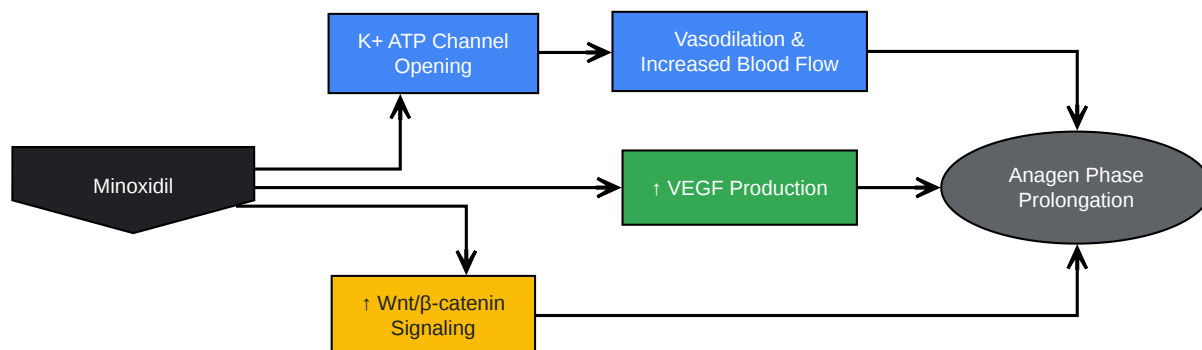 K+ ATP Channel
Opening
Vasodilation &
Increased Blood Flow
Minoxidil
↑ VEGF Production
Anagen Phase
Prolongation
↑ Wnt/β-catenin
Signaling